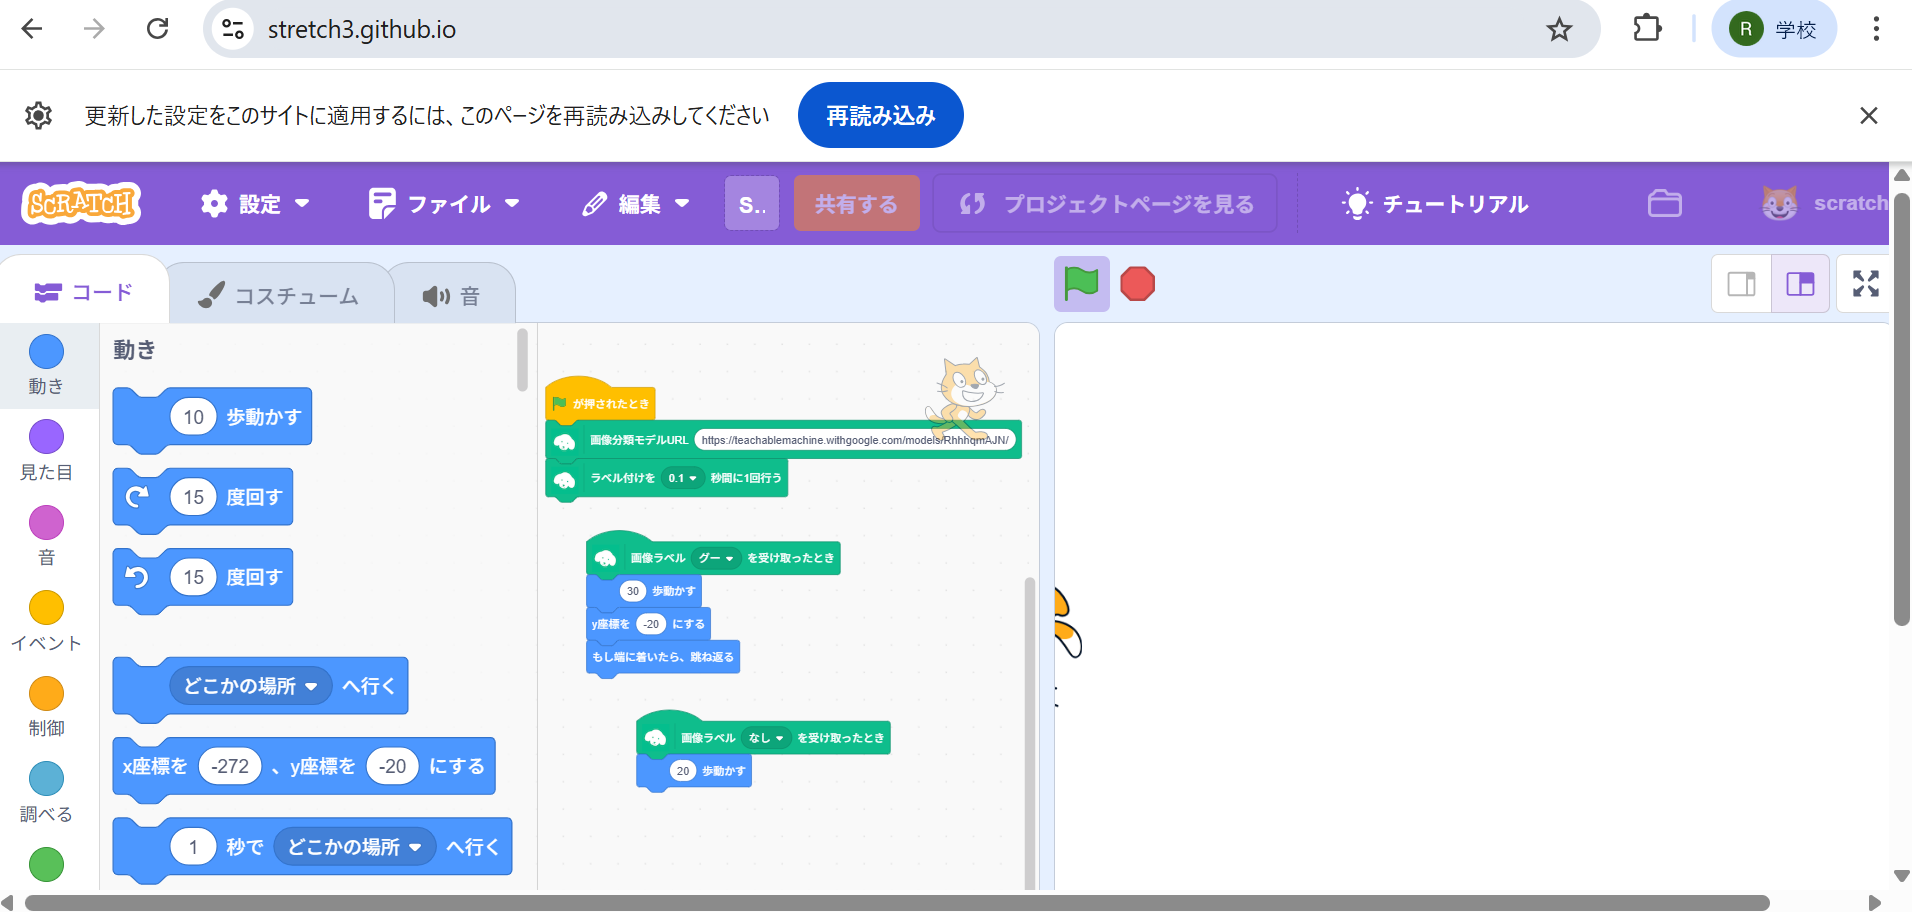 stretch3.github.io
R 学校
更新した設定をこのサイトに適用するには、このページを再読み込みしてください
再読み込み
SCRATCH
設定
ファイル
編集
S..
共有する
プロジェクトページを見る
チュートリアル
scratch
コード
コスチューム
音
動き
見た目
音
イベント
制御
調べる
動き
10 歩動かす
15 度回す
15 度回す
どこかの場所 へ行く
x座標を -272 、y座標を -20 にする
1 秒で どこかの場所 へ行く
が押されたとき
画像分類モデルURL https://teachablemachine.withgoogle.com/models/RhhhqmAJN/
ラベル付けを 0.1 秒間に1回行う
画像ラベル グー を受け取ったとき
30 歩動かす
y座標を -20 にする
もし端に着いたら、跳ね返る
画像ラベル なし を受け取ったとき
20 歩動かす